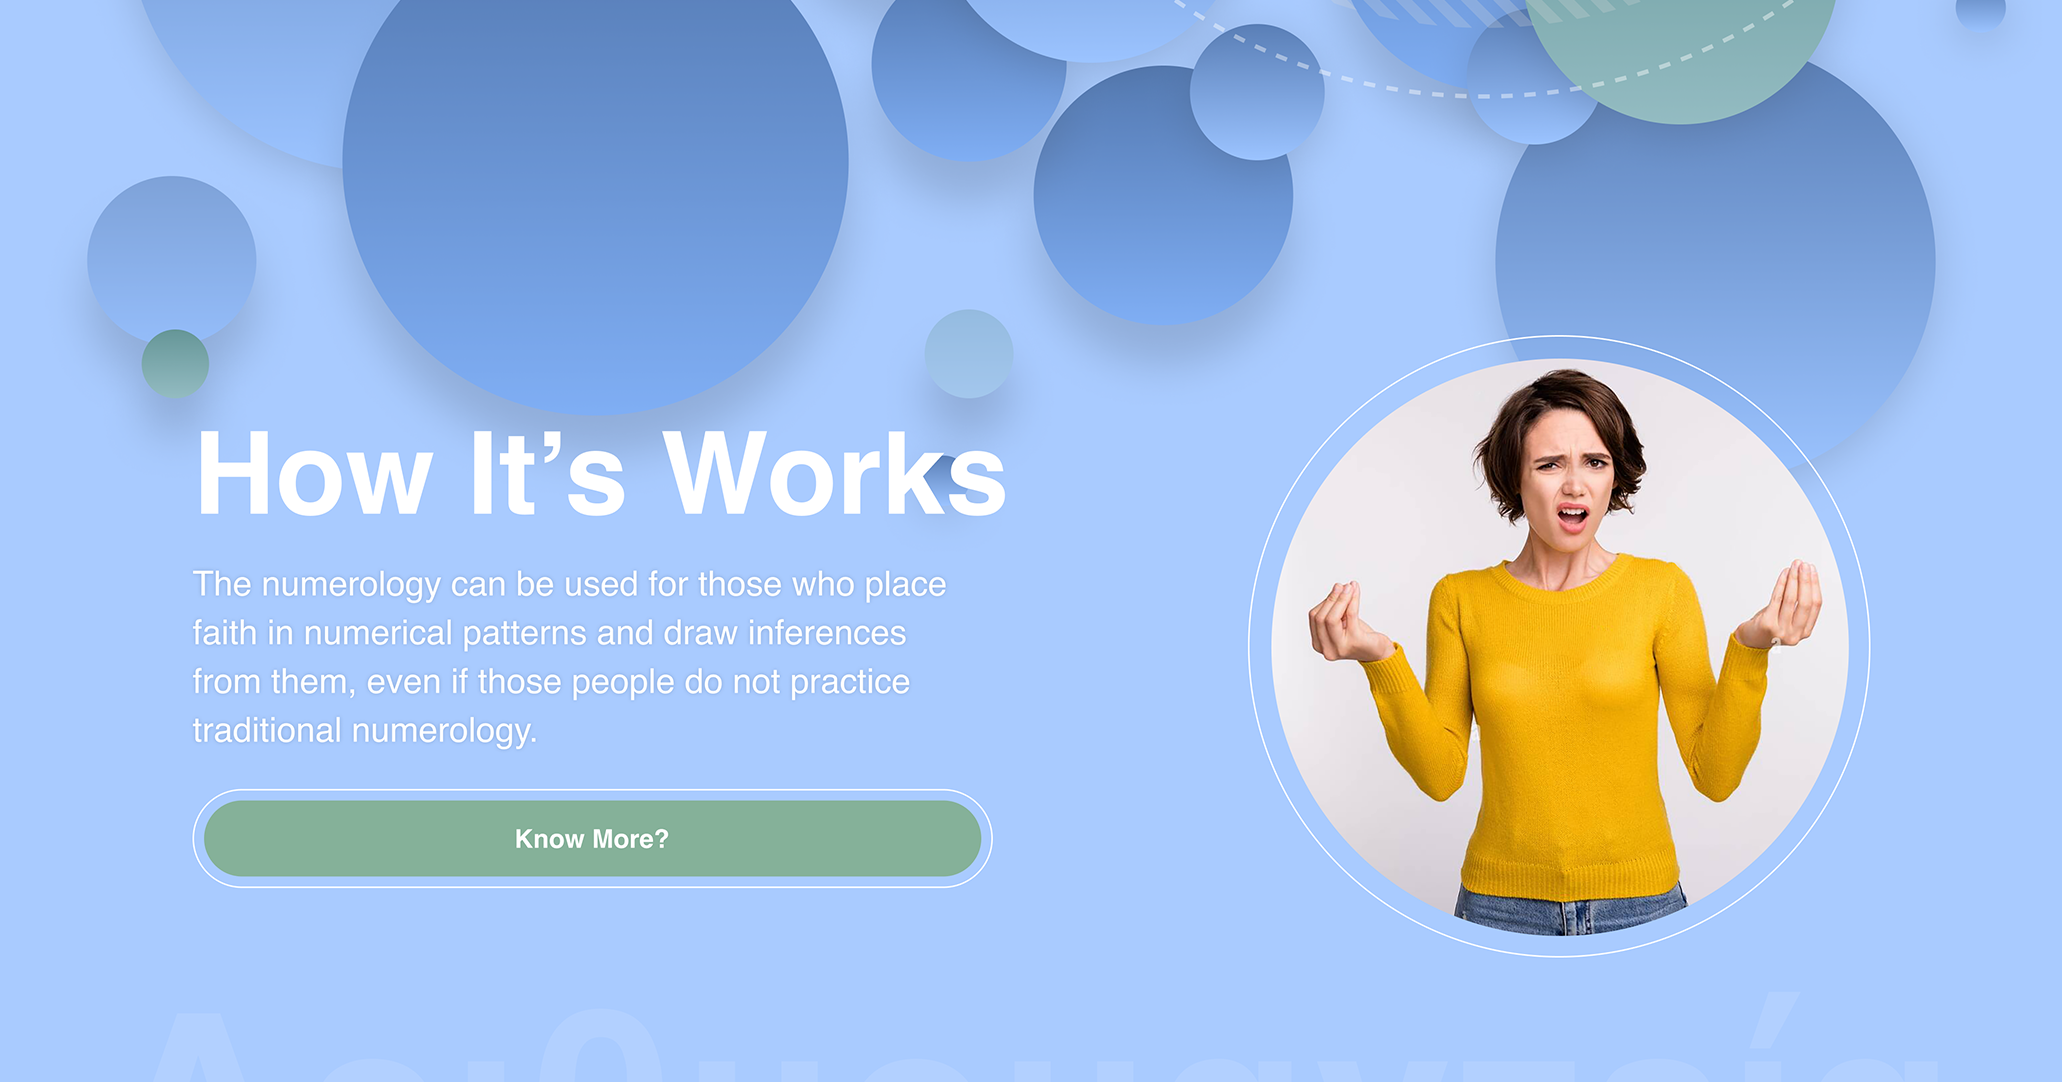 How It’s Works
The numerology can be used for those who place
faith in numerical patterns and draw inferences
from them, even if those people do not practice
traditional numerology.
Know More?